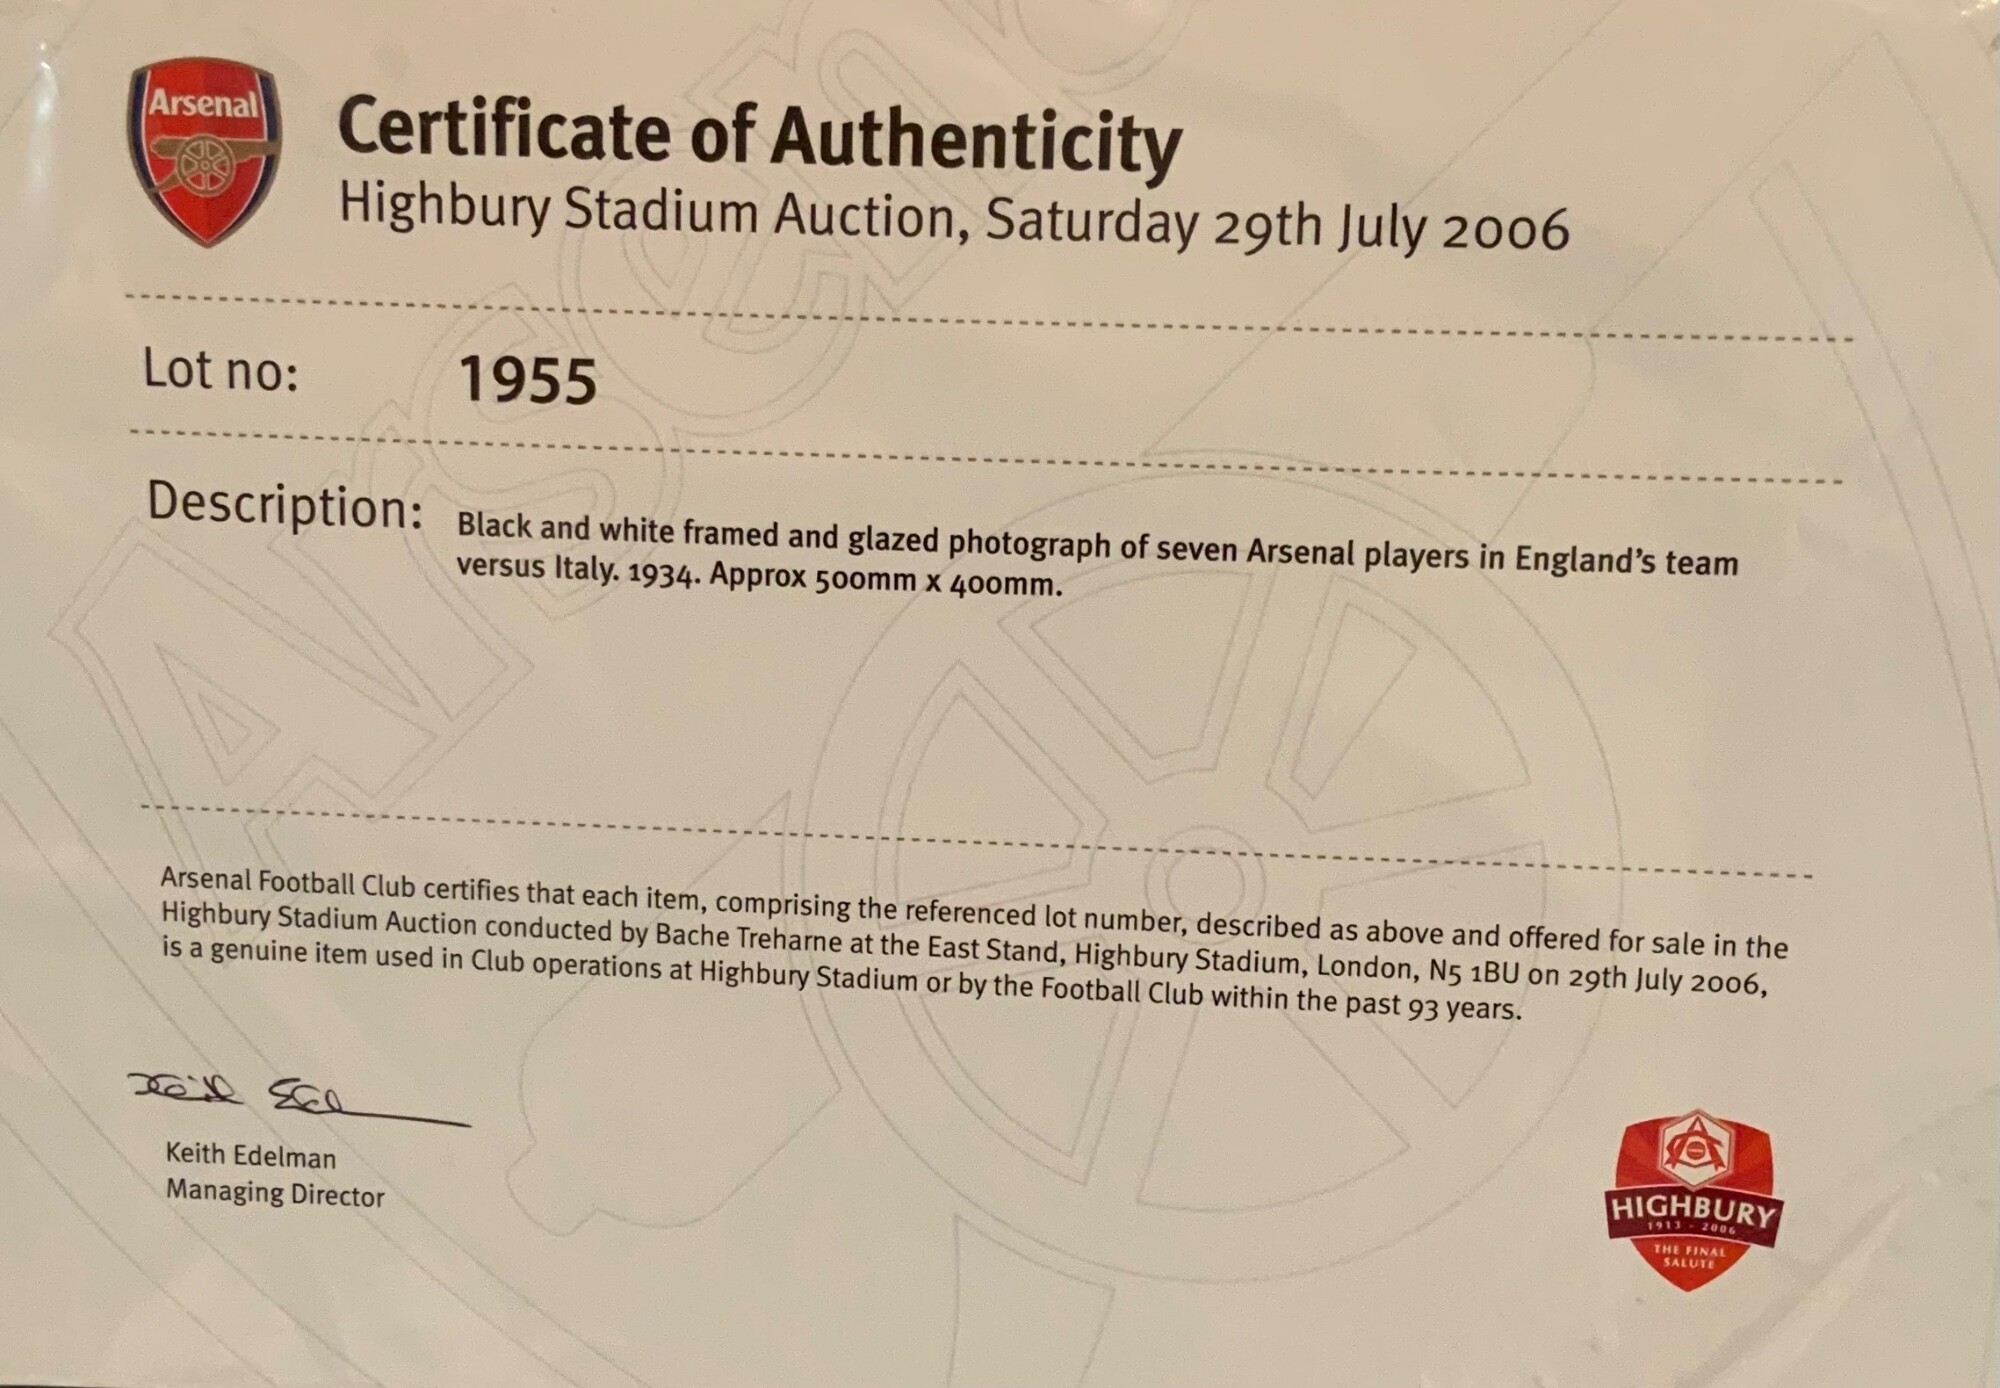 Arsenal
Certificate of Authenticity
Highbury Stadium Auction, Saturday 29th July 2006
Lot no: 1955
Description: Black and white framed and glazed photograph of seven Arsenal players in England's team
versus Italy. 1934. Approx 500mm x 400mm.
Arsenal Football Club certifies that each item, comprising the referenced lot number, described as above and offered for sale in the
Highbury Stadium Auction conducted by Bache Treharne at the East Stand, Highbury Stadium, London, N5 1BU on 29th July 2006,
is a genuine item used in Club operations at Highbury Stadium or by the Football Club within the past 93 years.
Keith Edelman
Managing Director
HIGHBURY
1913 - 2006
THE FINAL
SALUTE